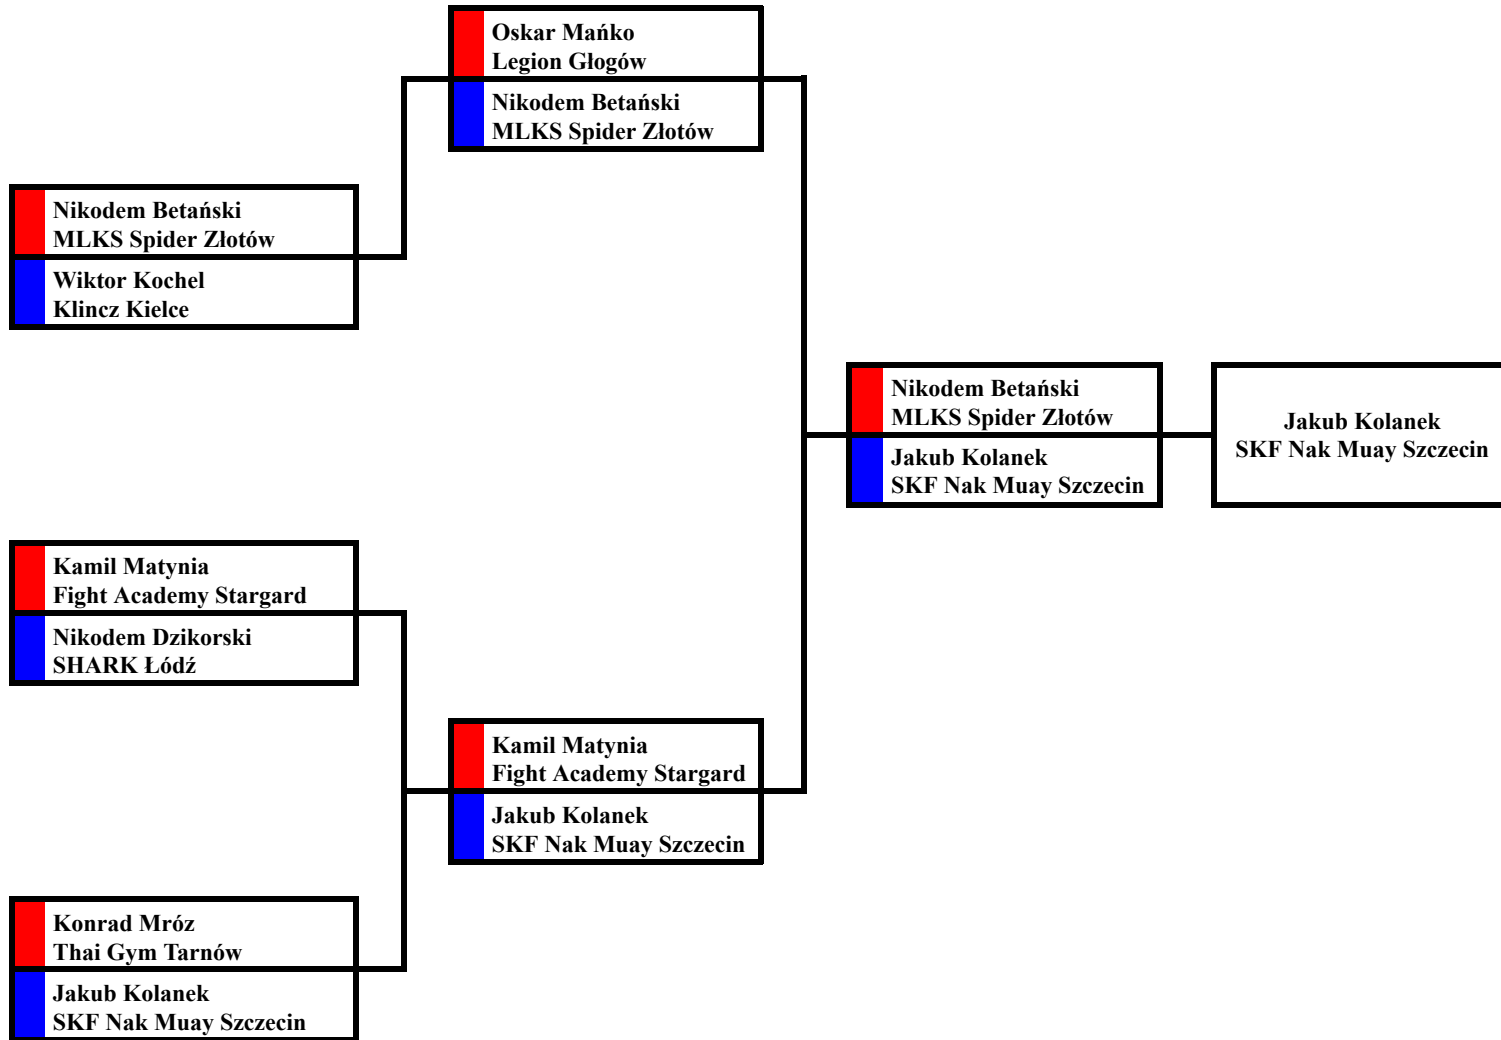 Oskar Mańko
Legion Głogów
Nikodem Betański
MLKS Spider Złotów
Nikodem Betański
MLKS Spider Złotów
Wiktor Kochel
Klincz Kielce
Nikodem Betański
MLKS Spider Złotów
Jakub Kolanek
SKF Nak Muay Szczecin
Jakub Kolanek
SKF Nak Muay Szczecin
Kamil Matynia
Fight Academy Stargard
Nikodem Dzikorski
SHARK Łódź
Kamil Matynia
Fight Academy Stargard
Jakub Kolanek
SKF Nak Muay Szczecin
Konrad Mróz
Thai Gym Tarnów
Jakub Kolanek
SKF Nak Muay Szczecin